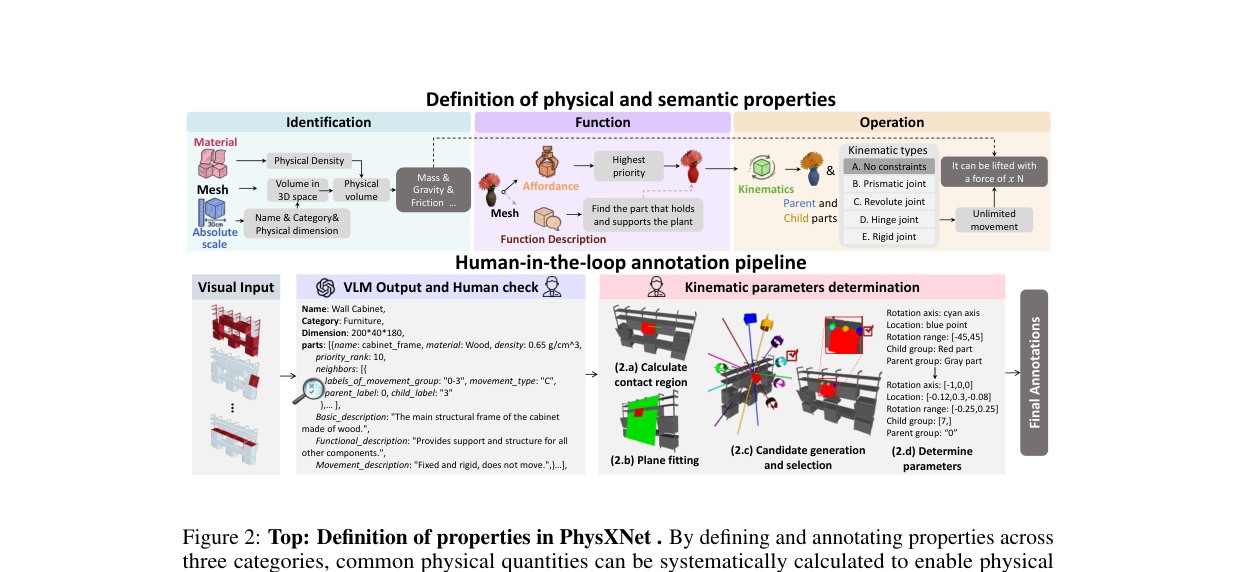 Definition of physical and semantic properties
Identification
Function
Operation
Material
Mesh
30cm
Absolute
scale
Physical Density
Volume in
3D space
Physical
volume
Name & Category&
Physical dimension
Mass &
Gravity &
Friction ...
Mesh
Affordance
Function Description
Highest
priority
Find the part that holds
and supports the plant
Kinematics
&
Parent and
Child parts
Kinematic types
A. No constraints
B. Prismatic joint
C. Revolute joint
D. Hinge joint
E. Rigid joint
It can be lifted with
a force of x N
Unlimited
movement
Human-in-the-loop annotation pipeline
Visual Input
VLM Output and Human check
Name: Wall Cabinet,
Category: Furniture,
Dimension: 200*40*180,
parts: [{name: cabinet_frame, material: Wood, density: 0.65 g/cm^3,
priority_rank: 10,
neighbors: [{
labels_of_movement_group: "0-3", movement_type: "C",
parent_label: 0, child_label: "3"
},... ],
Basic_description: "The main structural frame of the cabinet
made of wood.",
Functional_description: "Provides support and structure for all
other components.",
Movement_description: "Fixed and rigid, does not move.",}...],
Kinematic parameters determination
(2.a) Calculate
contact region
(2.b) Plane fitting
(2.c) Candidate generation
and selection
Rotation axis: cyan axis
Location: blue point
Rotation range: [-45,45]
Child group: Red part
Parent group: Gray part
Rotation axis: [-1,0,0]
Location: [-0.12,0.3,-0.08]
Rotation range: [-0.25,0.25]
Child group: [7,]
Parent group: "0"
(2.d) Determine
parameters
Final Annotations
Figure 2: Top: Definition of properties in PhysXNet . By defining and annotating properties across
three categories, common physical quantities can be systematically calculated to enable physical